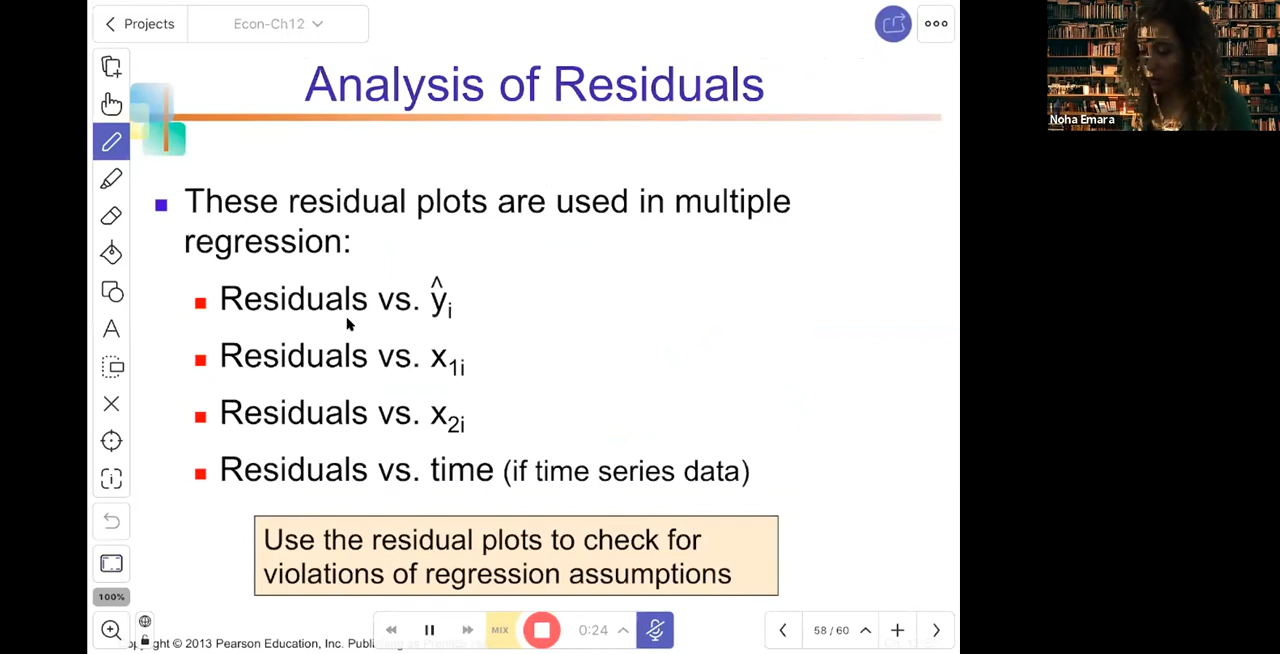 Projects
Econ-Ch12
Noha Emara
Analysis of Residuals
These residual plots are used in multiple
regression:
Residuals vs. ŷi
Residuals vs. x1i
Residuals vs. x2i
Residuals vs. time (if time series data)
Use the residual plots to check for
violations of regression assumptions
100%
MIX
0:24
58 / 60
© 2013 Pearson Education, Inc.